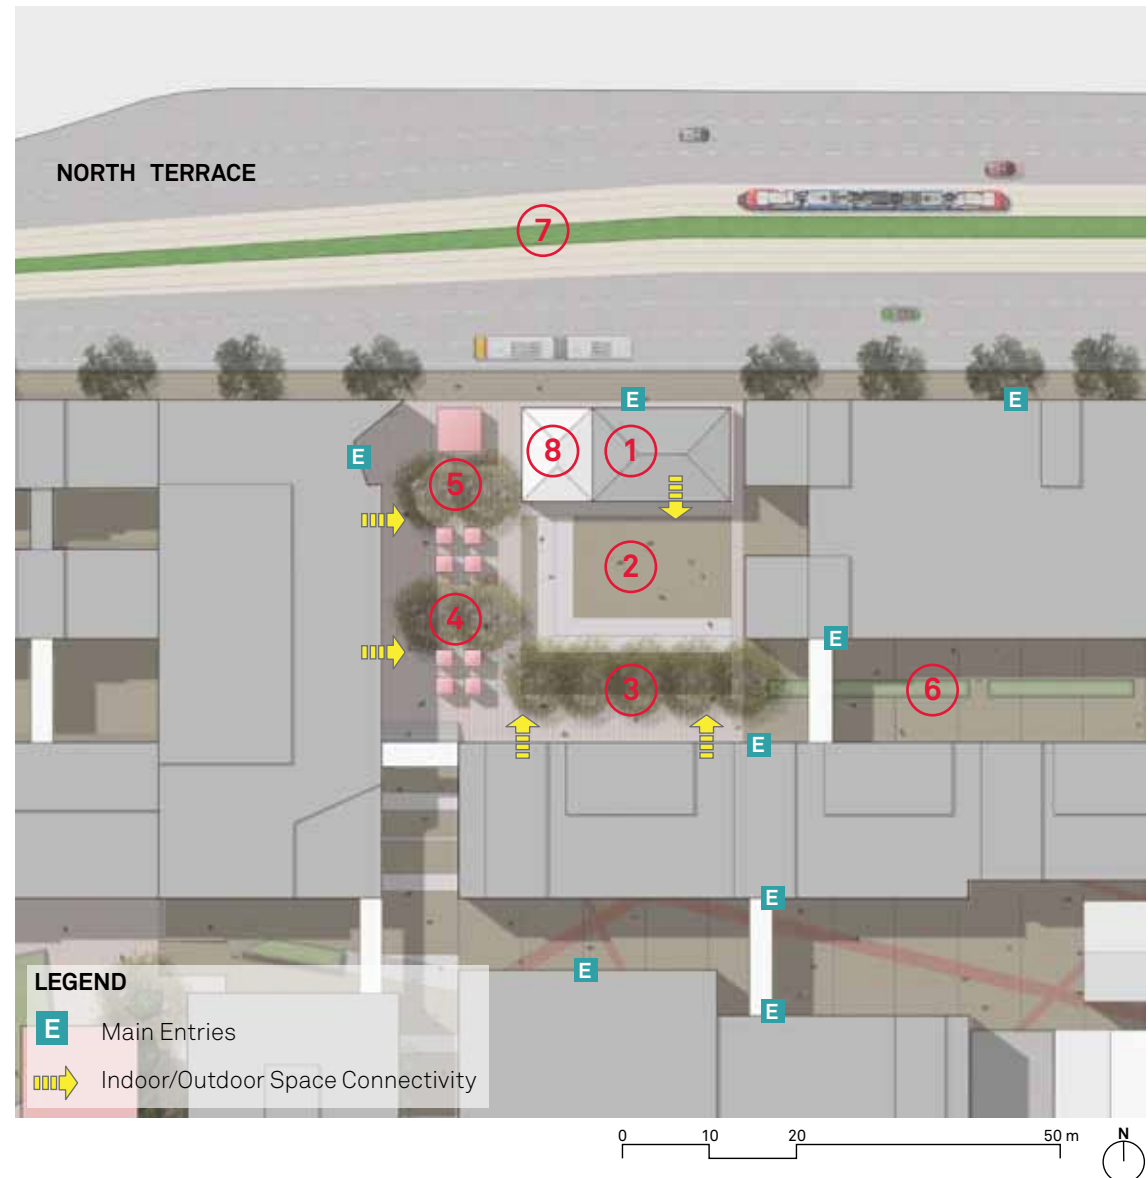 NORTH TERRACE
7
E
E
E
8
1
5
2
4
E
3
6
E
E
E
E
LEGEND
E Main Entries
Indoor/Outdoor Space Connectivity
0 10 20 50 m
N